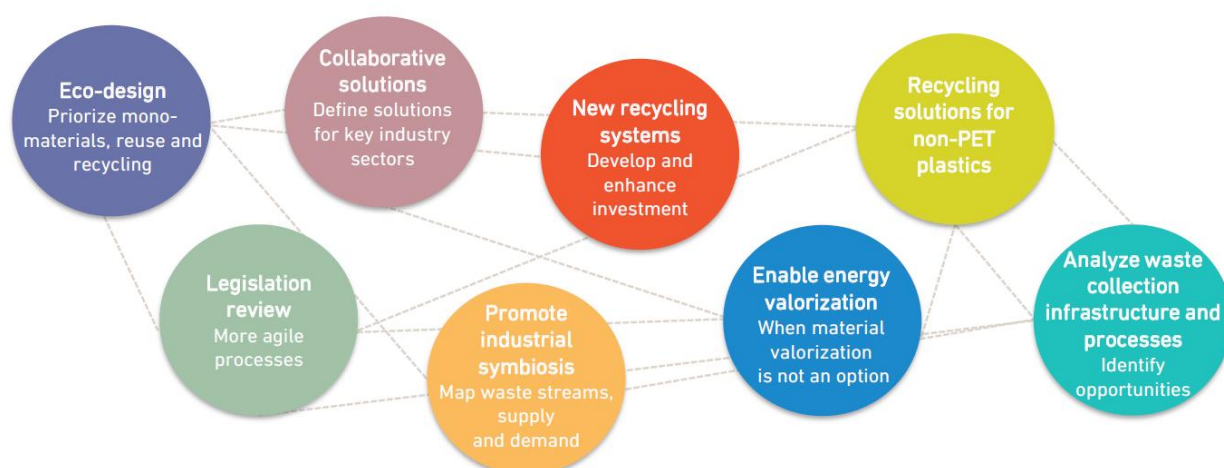 Eco-design
Priorize mono-
materials, reuse and
recycling
Collaborative
solutions
Define solutions
for key industry
sectors
New recycling
systems
Develop and
enhance
investment
Recycling
solutions for
non-PET
plastics
Legislation
review
More agile
processes
Promote
industrial
symbiosis
Map waste streams,
supply
and demand
Enable energy
valorization
When material
valorization
is not an option
Analyze waste
collection
infrastructure and
processes
Identify
opportunities